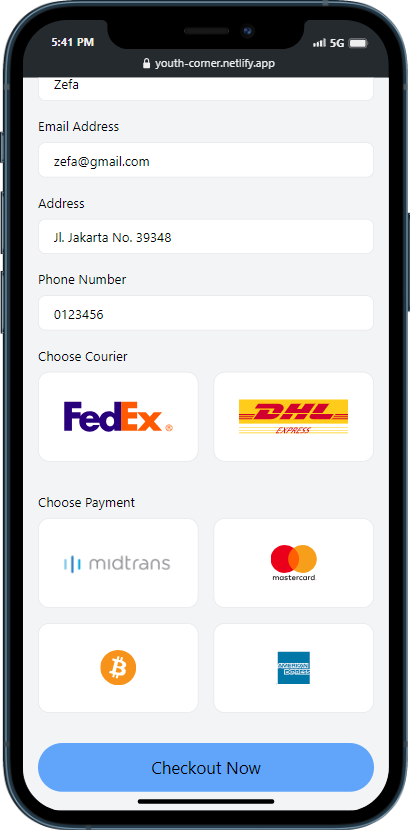 5:41 PM
5G
youth-corner.netlify.app
Zefa
Email Address
zefa@gmail.com
Address
Jl. Jakarta No. 39348
Phone Number
0123456
Choose Courier
FedEx ®
DHL
EXPRESS
Choose Payment
midtrans
mastercard.
AMERICAN
EXPRESS
Checkout Now